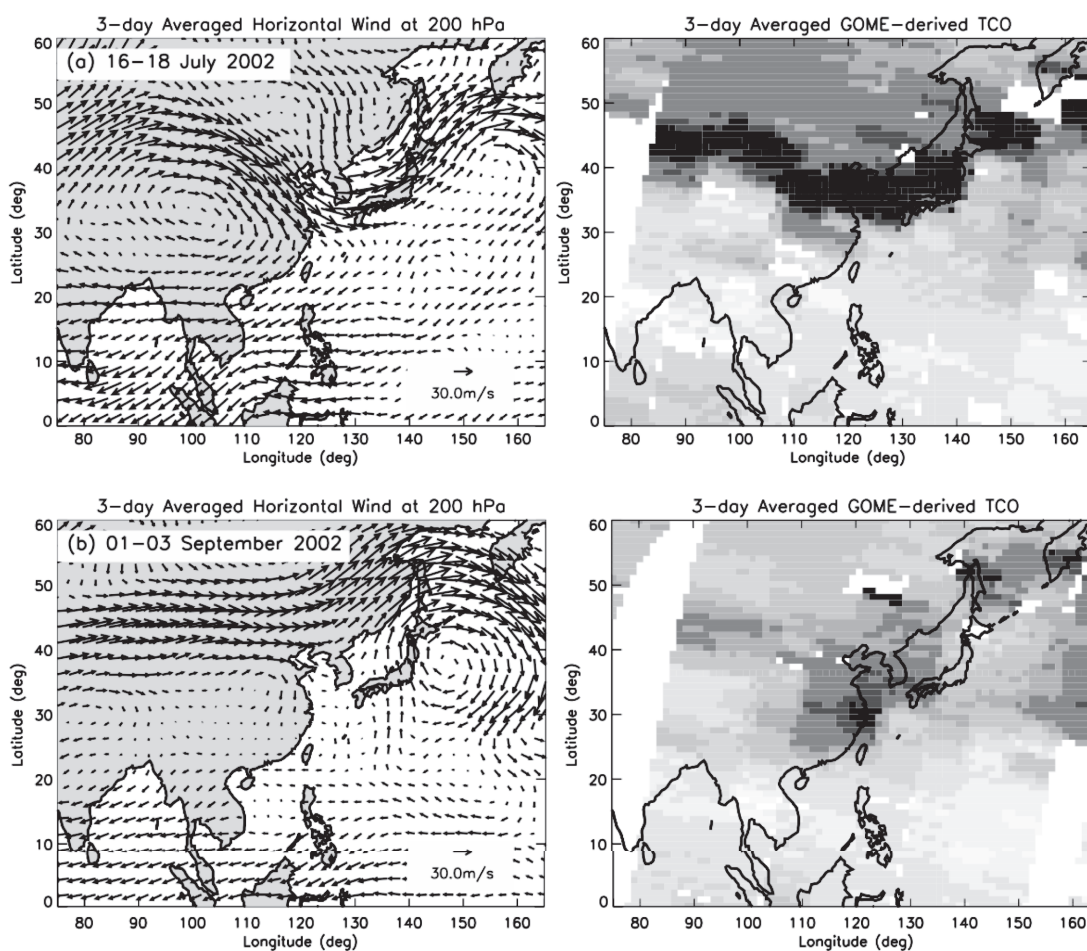 3-day Averaged Horizontal Wind at 200 hPa
(a) 16-18 July 2002
60
50
40
30
20
10
0
Latitude (deg)
30.0m/s
80 90 100 110 120 130 140 150 160
Longitude (deg)
3-day Averaged GOME-derived TCO
60
50
40
30
20
10
0
Latitude (deg)
80 90 100 110 120 130 140 150 160
Longitude (deg)
3-day Averaged Horizontal Wind at 200 hPa
(b) 01-03 September 2002
60
50
40
30
20
10
0
Latitude (deg)
30.0m/s
80 90 100 110 120 130 140 150 160
Longitude (deg)
3-day Averaged GOME-derived TCO
60
50
40
30
20
10
0
Latitude (deg)
80 90 100 110 120 130 140 150 160
Longitude (deg)